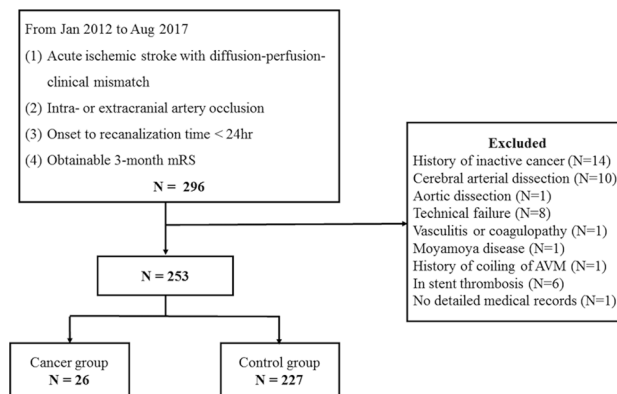 From Jan 2012 to Aug 2017
(1) Acute ischemic stroke with diffusion-perfusion-
clinical mismatch
(2) Intra- or extracranial artery occlusion
(3) Onset to recanalization time < 24hr
(4) Obtainable 3-month mRS
N = 296
Excluded
History of inactive cancer (N=14)
Cerebral arterial dissection (N=10)
Aortic dissection (N=1)
Technical failure (N=8)
Vasculitis or coagulopathy (N=1)
Moyamoya disease (N=1)
History of coiling of AVM (N=1)
In stent thrombosis (N=6)
No detailed medical records (N=1)
N = 253
Cancer group
N = 26
Control group
N = 227